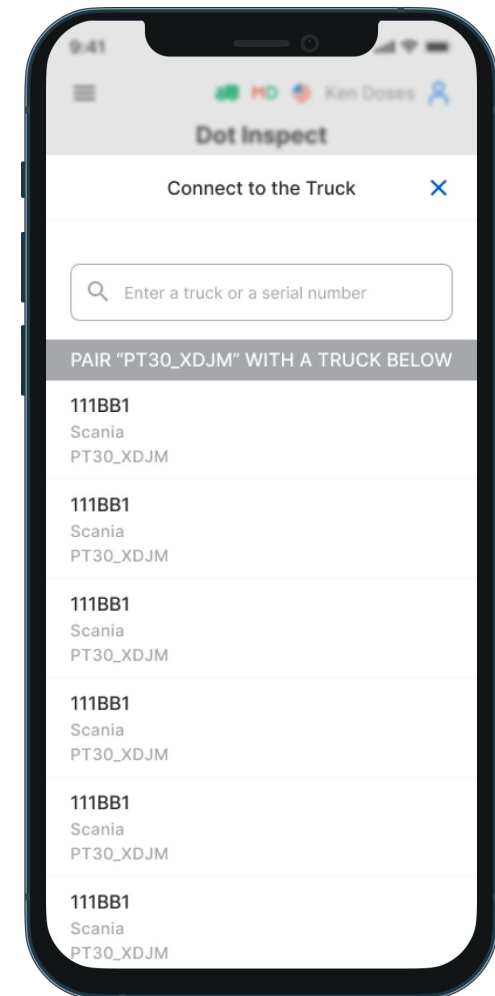 9:41
MD Ken Doses
Dot Inspect
Connect to the Truck
Enter a truck or a serial number
PAIR “PT30_XDJM” WITH A TRUCK BELOW
111BB1
Scania
PT30_XDJM
111BB1
Scania
PT30_XDJM
111BB1
Scania
PT30_XDJM
111BB1
Scania
PT30_XDJM
111BB1
Scania
PT30_XDJM
111BB1
Scania
PT30_XDJM